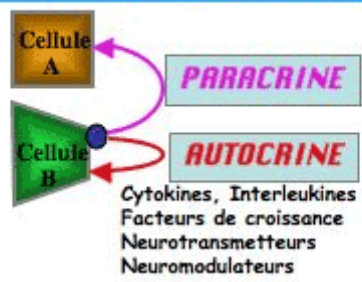 Cellule
A
PARACRINE
Cellule
B
AUTOCRINE
Cytokines, Interleukines
Facteurs de croissance
Neurotransmetteurs
Neuromodulateurs